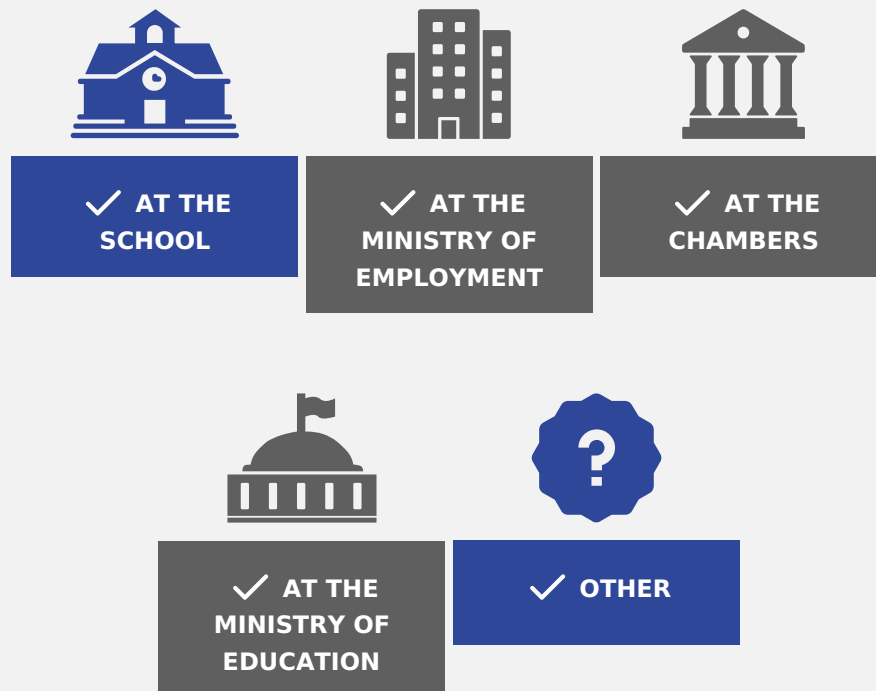 ✓ AT THE
SCHOOL
✓ AT THE
MINISTRY OF
EMPLOYMENT
✓ AT THE
CHAMBERS
?
✓ AT THE
MINISTRY OF
EDUCATION
✓ OTHER